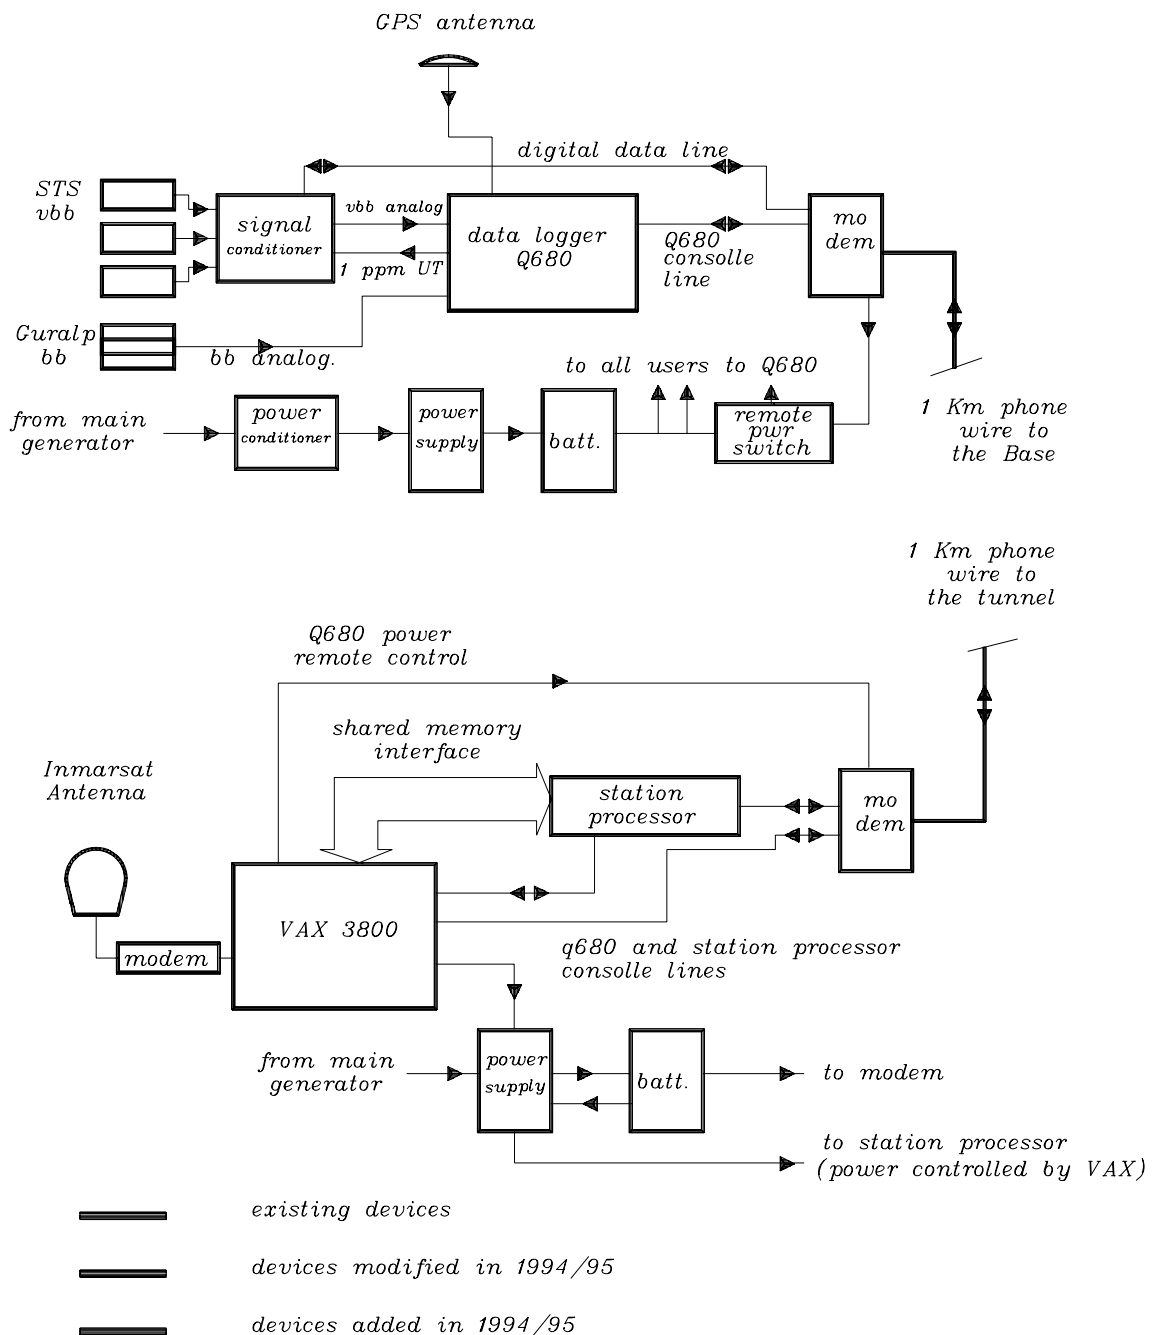 GPS antenna
digital data line
STS
vbb
signal
conditioner
vbb analog
1 ppm UT
data logger
Q680
Q680
consolle
line
mo
dem
Guralp
bb
bb analog.
to all users to Q680
from main
generator
power
conditioner
power
supply
batt.
remote
pwr
switch
1 Km phone
wire to
the Base
1 Km phone
wire to
the tunnel
Q680 power
remote control
shared memory
interface
Inmarsat
Antenna
station
processor
mo
dem
VAX 3800
modem
q680 and station processor
consolle lines
from main
generator
power
supply
batt.
to modem
to station processor
(power controlled by VAX)
existing devices
devices modified in 1994/95
devices added in 1994/95